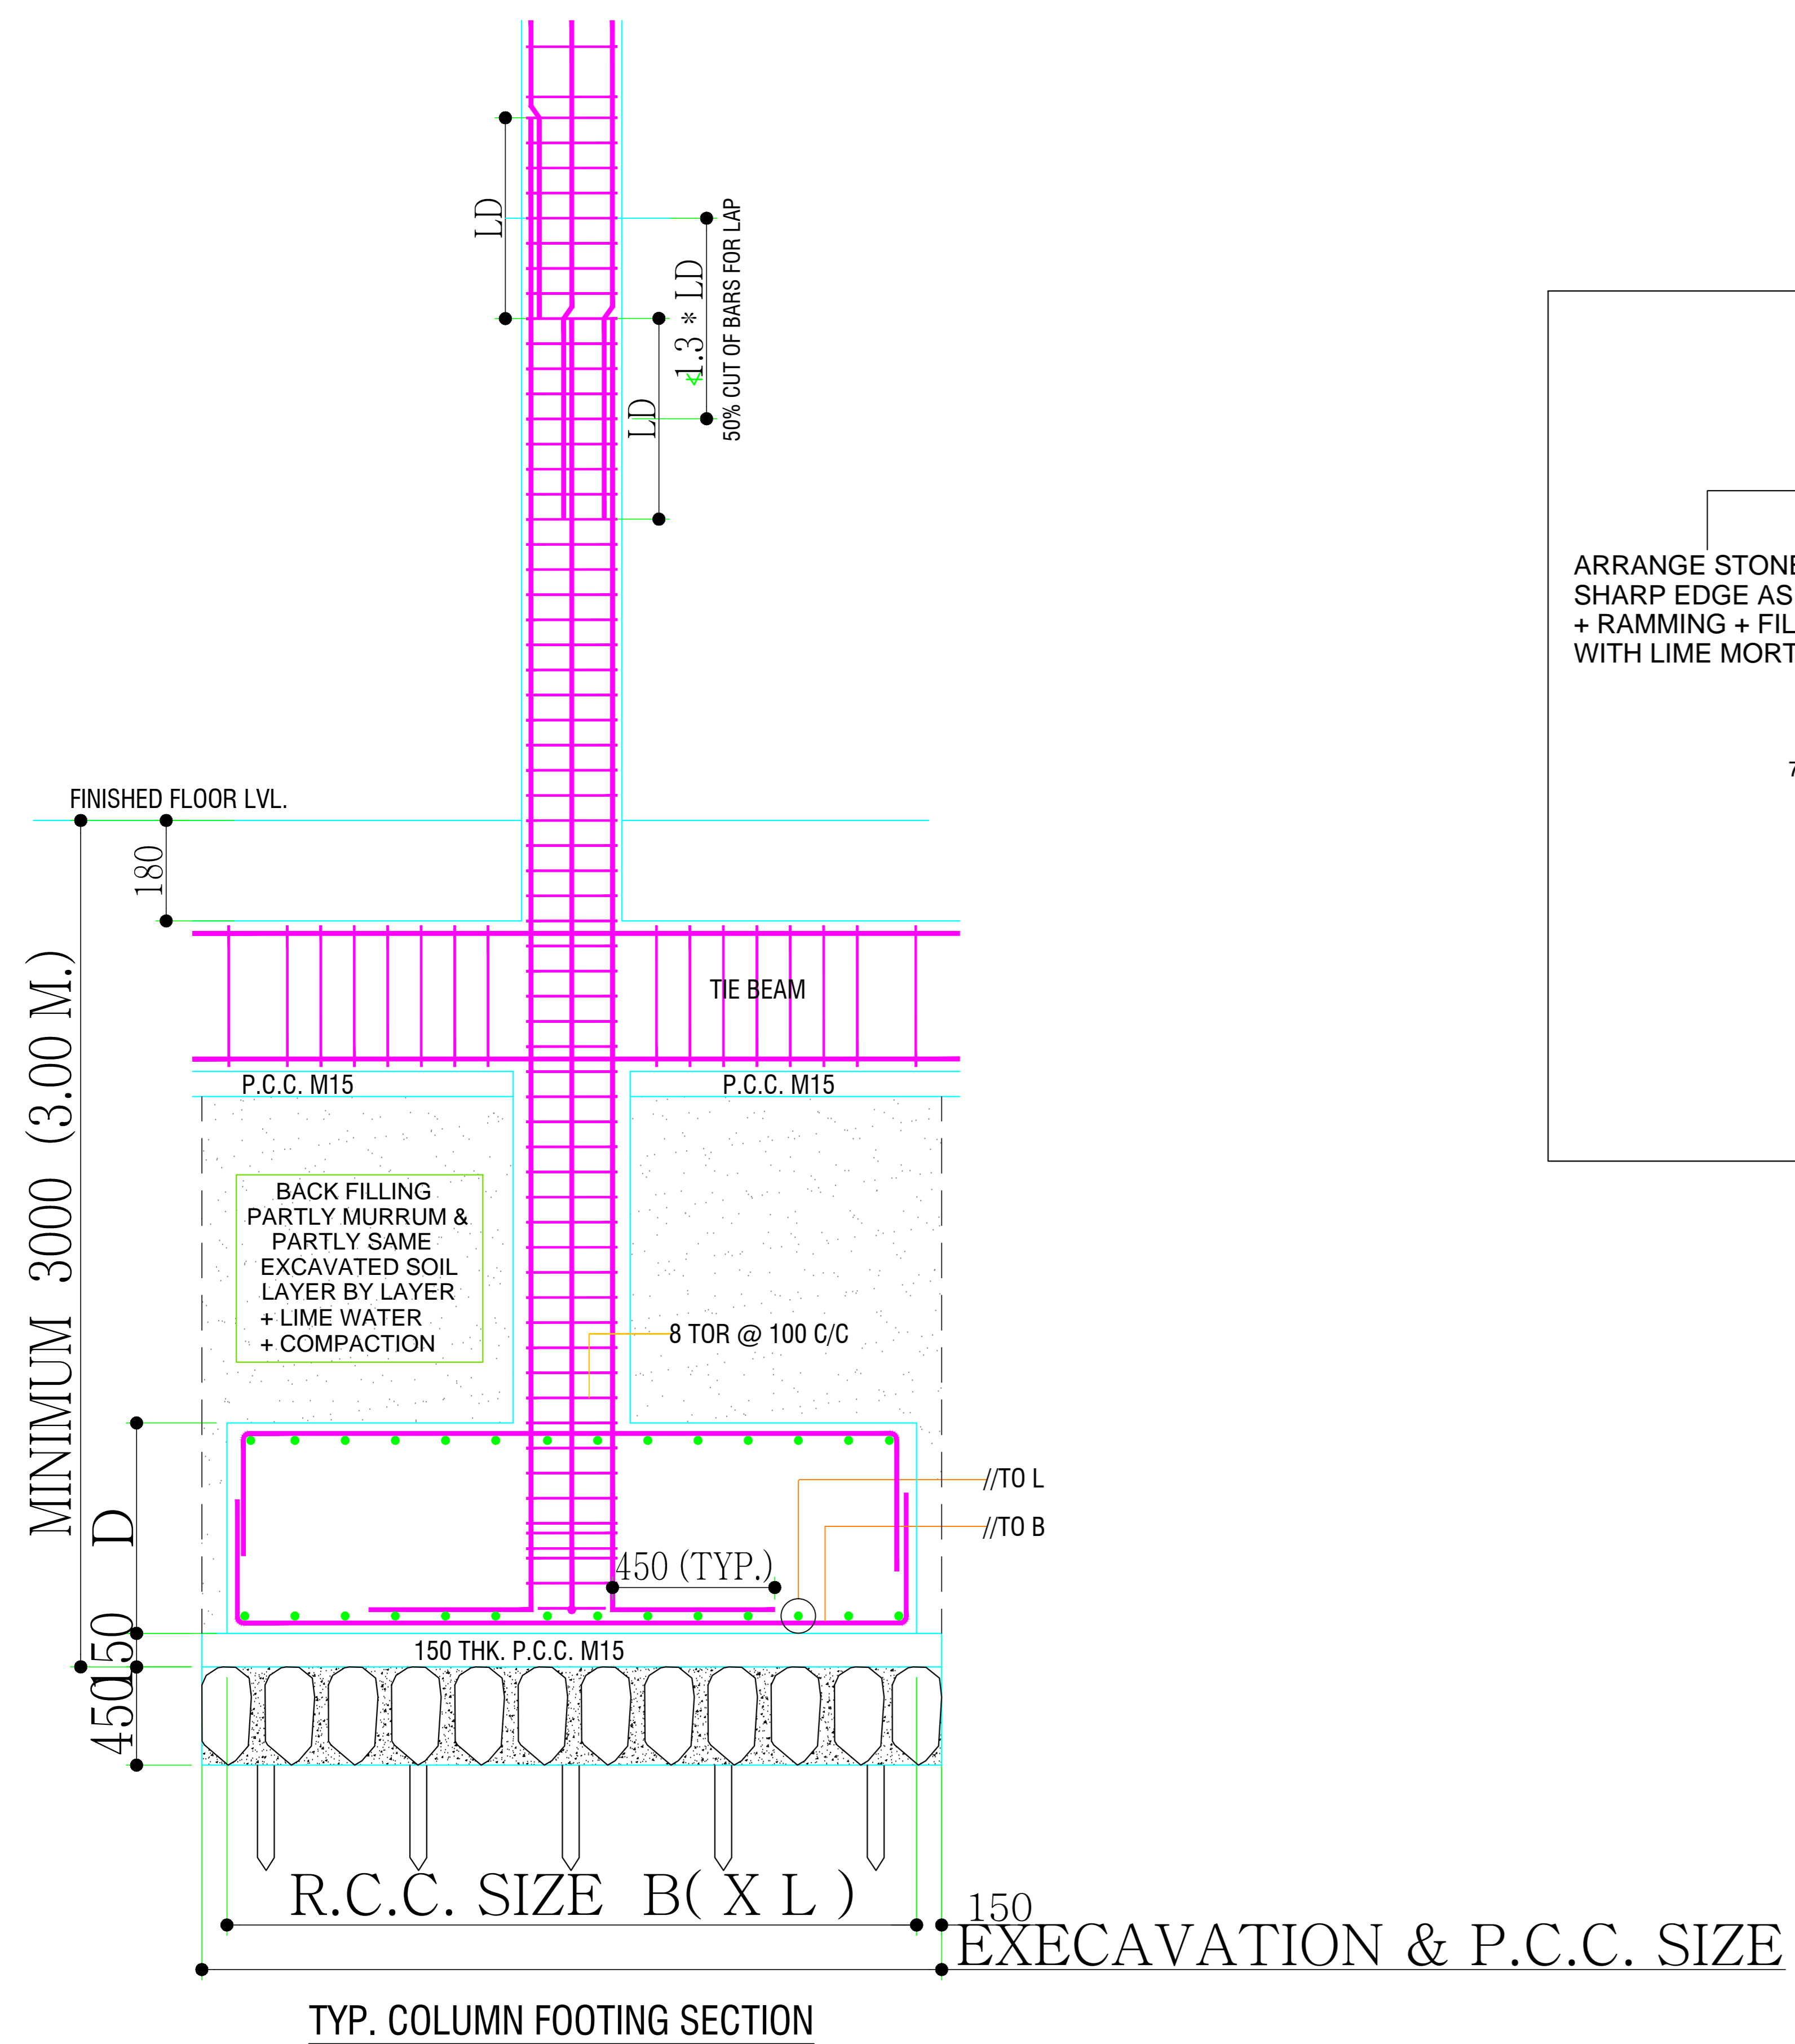 LD
1.3 * LD
50% CUT OF BARS FOR LAP
LD
ARRANGE STONE
SHARP EDGE AS
+ RAMMING + FIL
WITH LIME MORT
7
FINISHED FLOOR LVL.
180
MINIMUM 3000 (3.00 M.)
TIE BEAM
P.C.C. M15
P.C.C. M15
BACK FILLING
PARTLY MURRUM &
PARTLY SAME
EXCAVATED SOIL
LAYER BY LAYER
+ LIME WATER
+ COMPACTION
8 TOR @ 100 C/C
//TO L
D
//TO B
450 (TYP.)
150
150 THK. P.C.C. M15
450
R.C.C. SIZE B( X L )
150
EXECAVATION & P.C.C. SIZE
TYP. COLUMN FOOTING SECTION